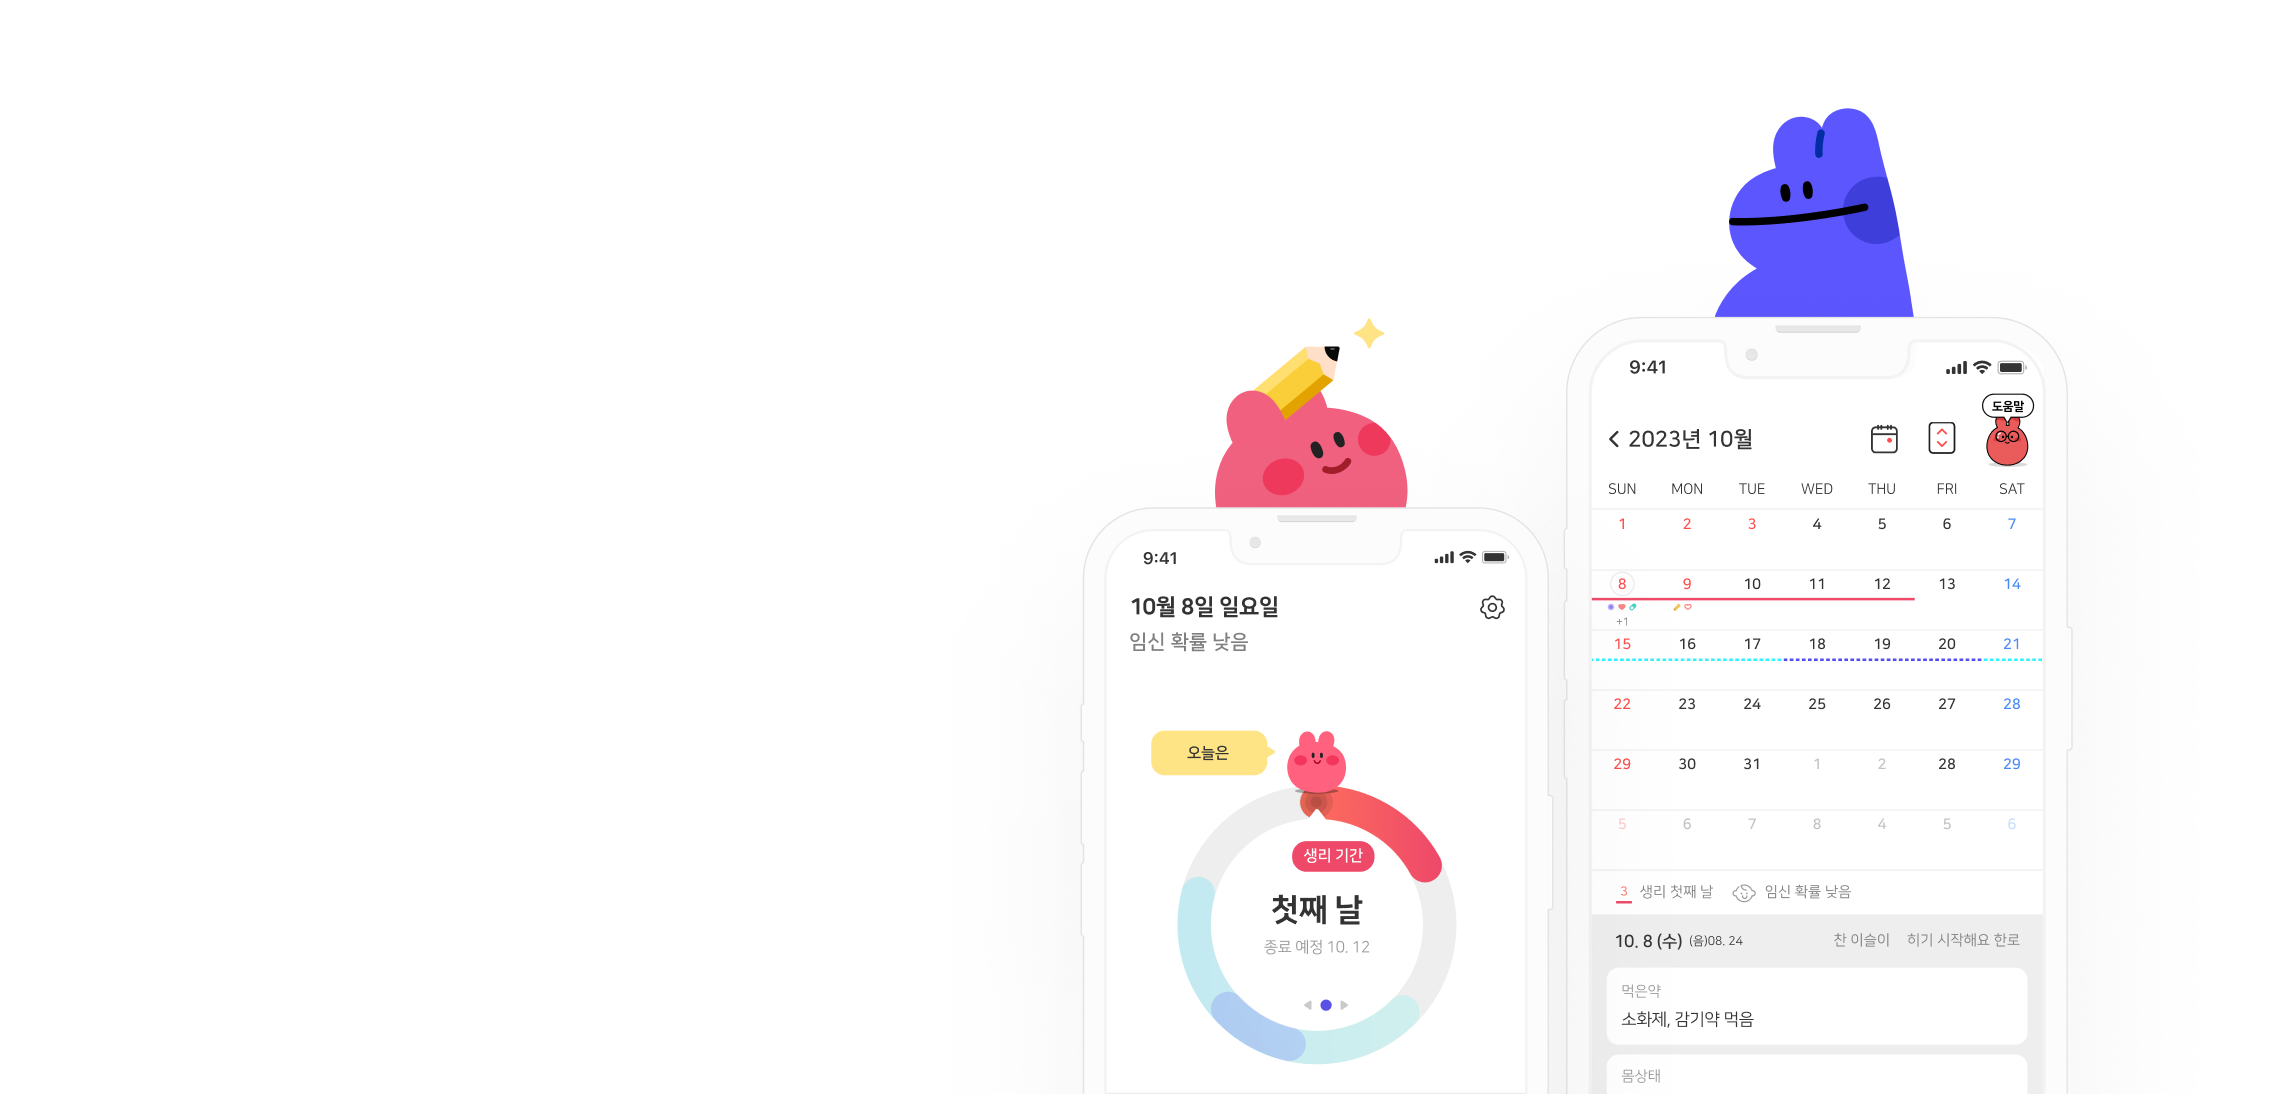 9:41
10월 8일 일요일
임신 확률 낮음
오늘은
생리 기간
첫째 날
종료 예정 10. 12
9:41
도움말
2023년 10월
SUN MON TUE WED THU FRI SAT
1 2 3 4 5 6 7
8 9 10 11 12 13 14
+1
15 16 17 18 19 20 21
22 23 24 25 26 27 28
29 30 31 1 2 28 29
5 6 7 8 4 5 6
3 생리 첫째 날 임신 확률 낮음
10. 8 (수) (음)08. 24 찬 이슬이 히기 시작해요 한로
먹은약
소화제, 감기약 먹음
몸상태